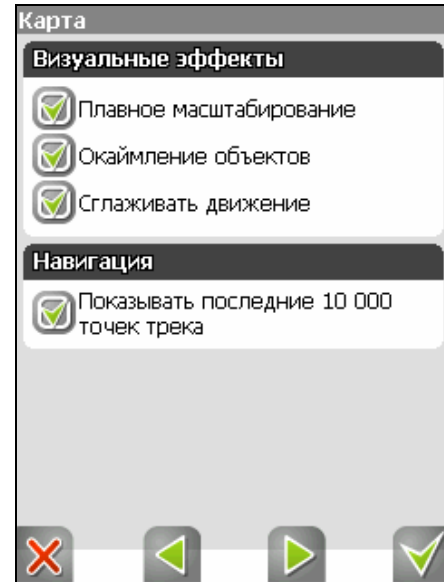 Карта
Визуальные эффекты
Плавное масштабирование
Окаймление объектов
Сглаживать движение
Навигация
Показывать последние 10 000
точек трека